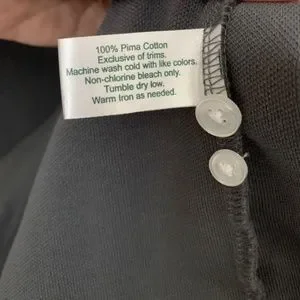 100% Pima Cotton
Exclusive of trims.
Machine wash cold with like colors.
Non-chlorine bleach only.
Tumble dry low.
Warm Iron as needed.